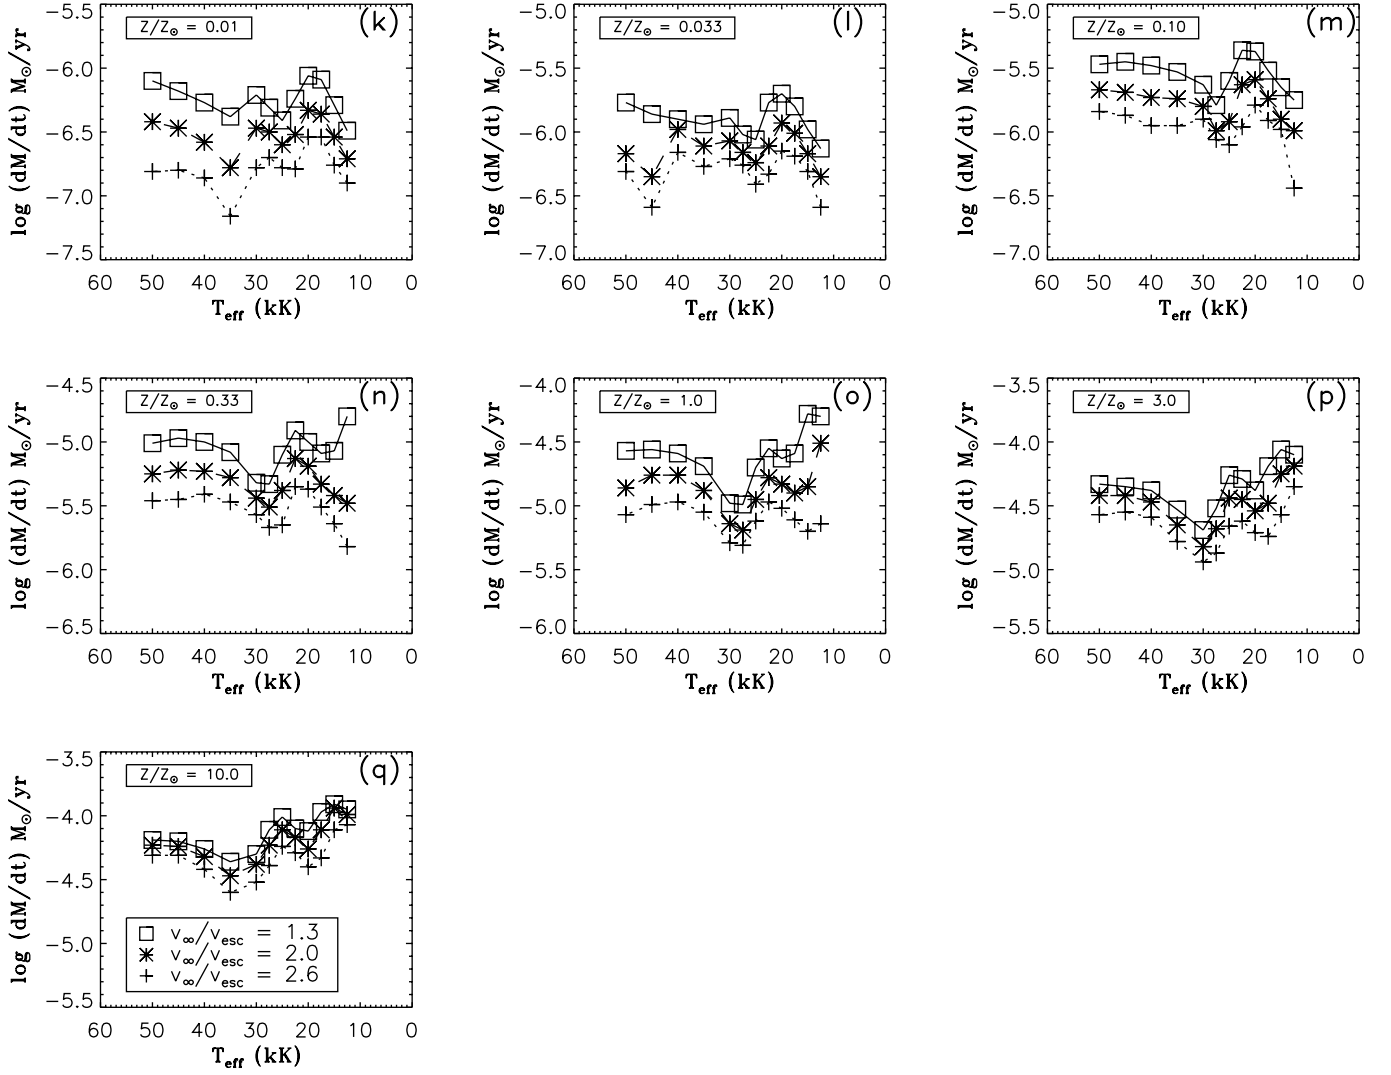 Z/Z⊙ = 0.01
(k)
log (dM/dt) M⊙/yr
−5.5
−6.0
−6.5
−7.0
−7.5
60 50 40 30 20 10 0
Teff (kK)
Z/Z⊙ = 0.033
(l)
log (dM/dt) M⊙/yr
−5.0
−5.5
−6.0
−6.5
−7.0
60 50 40 30 20 10 0
Teff (kK)
Z/Z⊙ = 0.10
(m)
log (dM/dt) M⊙/yr
−5.0
−5.5
−6.0
−6.5
−7.0
60 50 40 30 20 10 0
Teff (kK)
Z/Z⊙ = 0.33
(n)
log (dM/dt) M⊙/yr
−4.5
−5.0
−5.5
−6.0
−6.5
60 50 40 30 20 10 0
Teff (kK)
Z/Z⊙ = 1.0
(o)
log (dM/dt) M⊙/yr
−4.0
−4.5
−5.0
−5.5
−6.0
60 50 40 30 20 10 0
Teff (kK)
Z/Z⊙ = 3.0
(p)
log (dM/dt) M⊙/yr
−3.5
−4.0
−4.5
−5.0
−5.5
60 50 40 30 20 10 0
Teff (kK)
Z/Z⊙ = 10.0
(q)
log (dM/dt) M⊙/yr
−3.5
−4.0
−4.5
−5.0
−5.5
v∞/vesc = 1.3
v∞/vesc = 2.0
v∞/vesc = 2.6
60 50 40 30 20 10 0
Teff (kK)